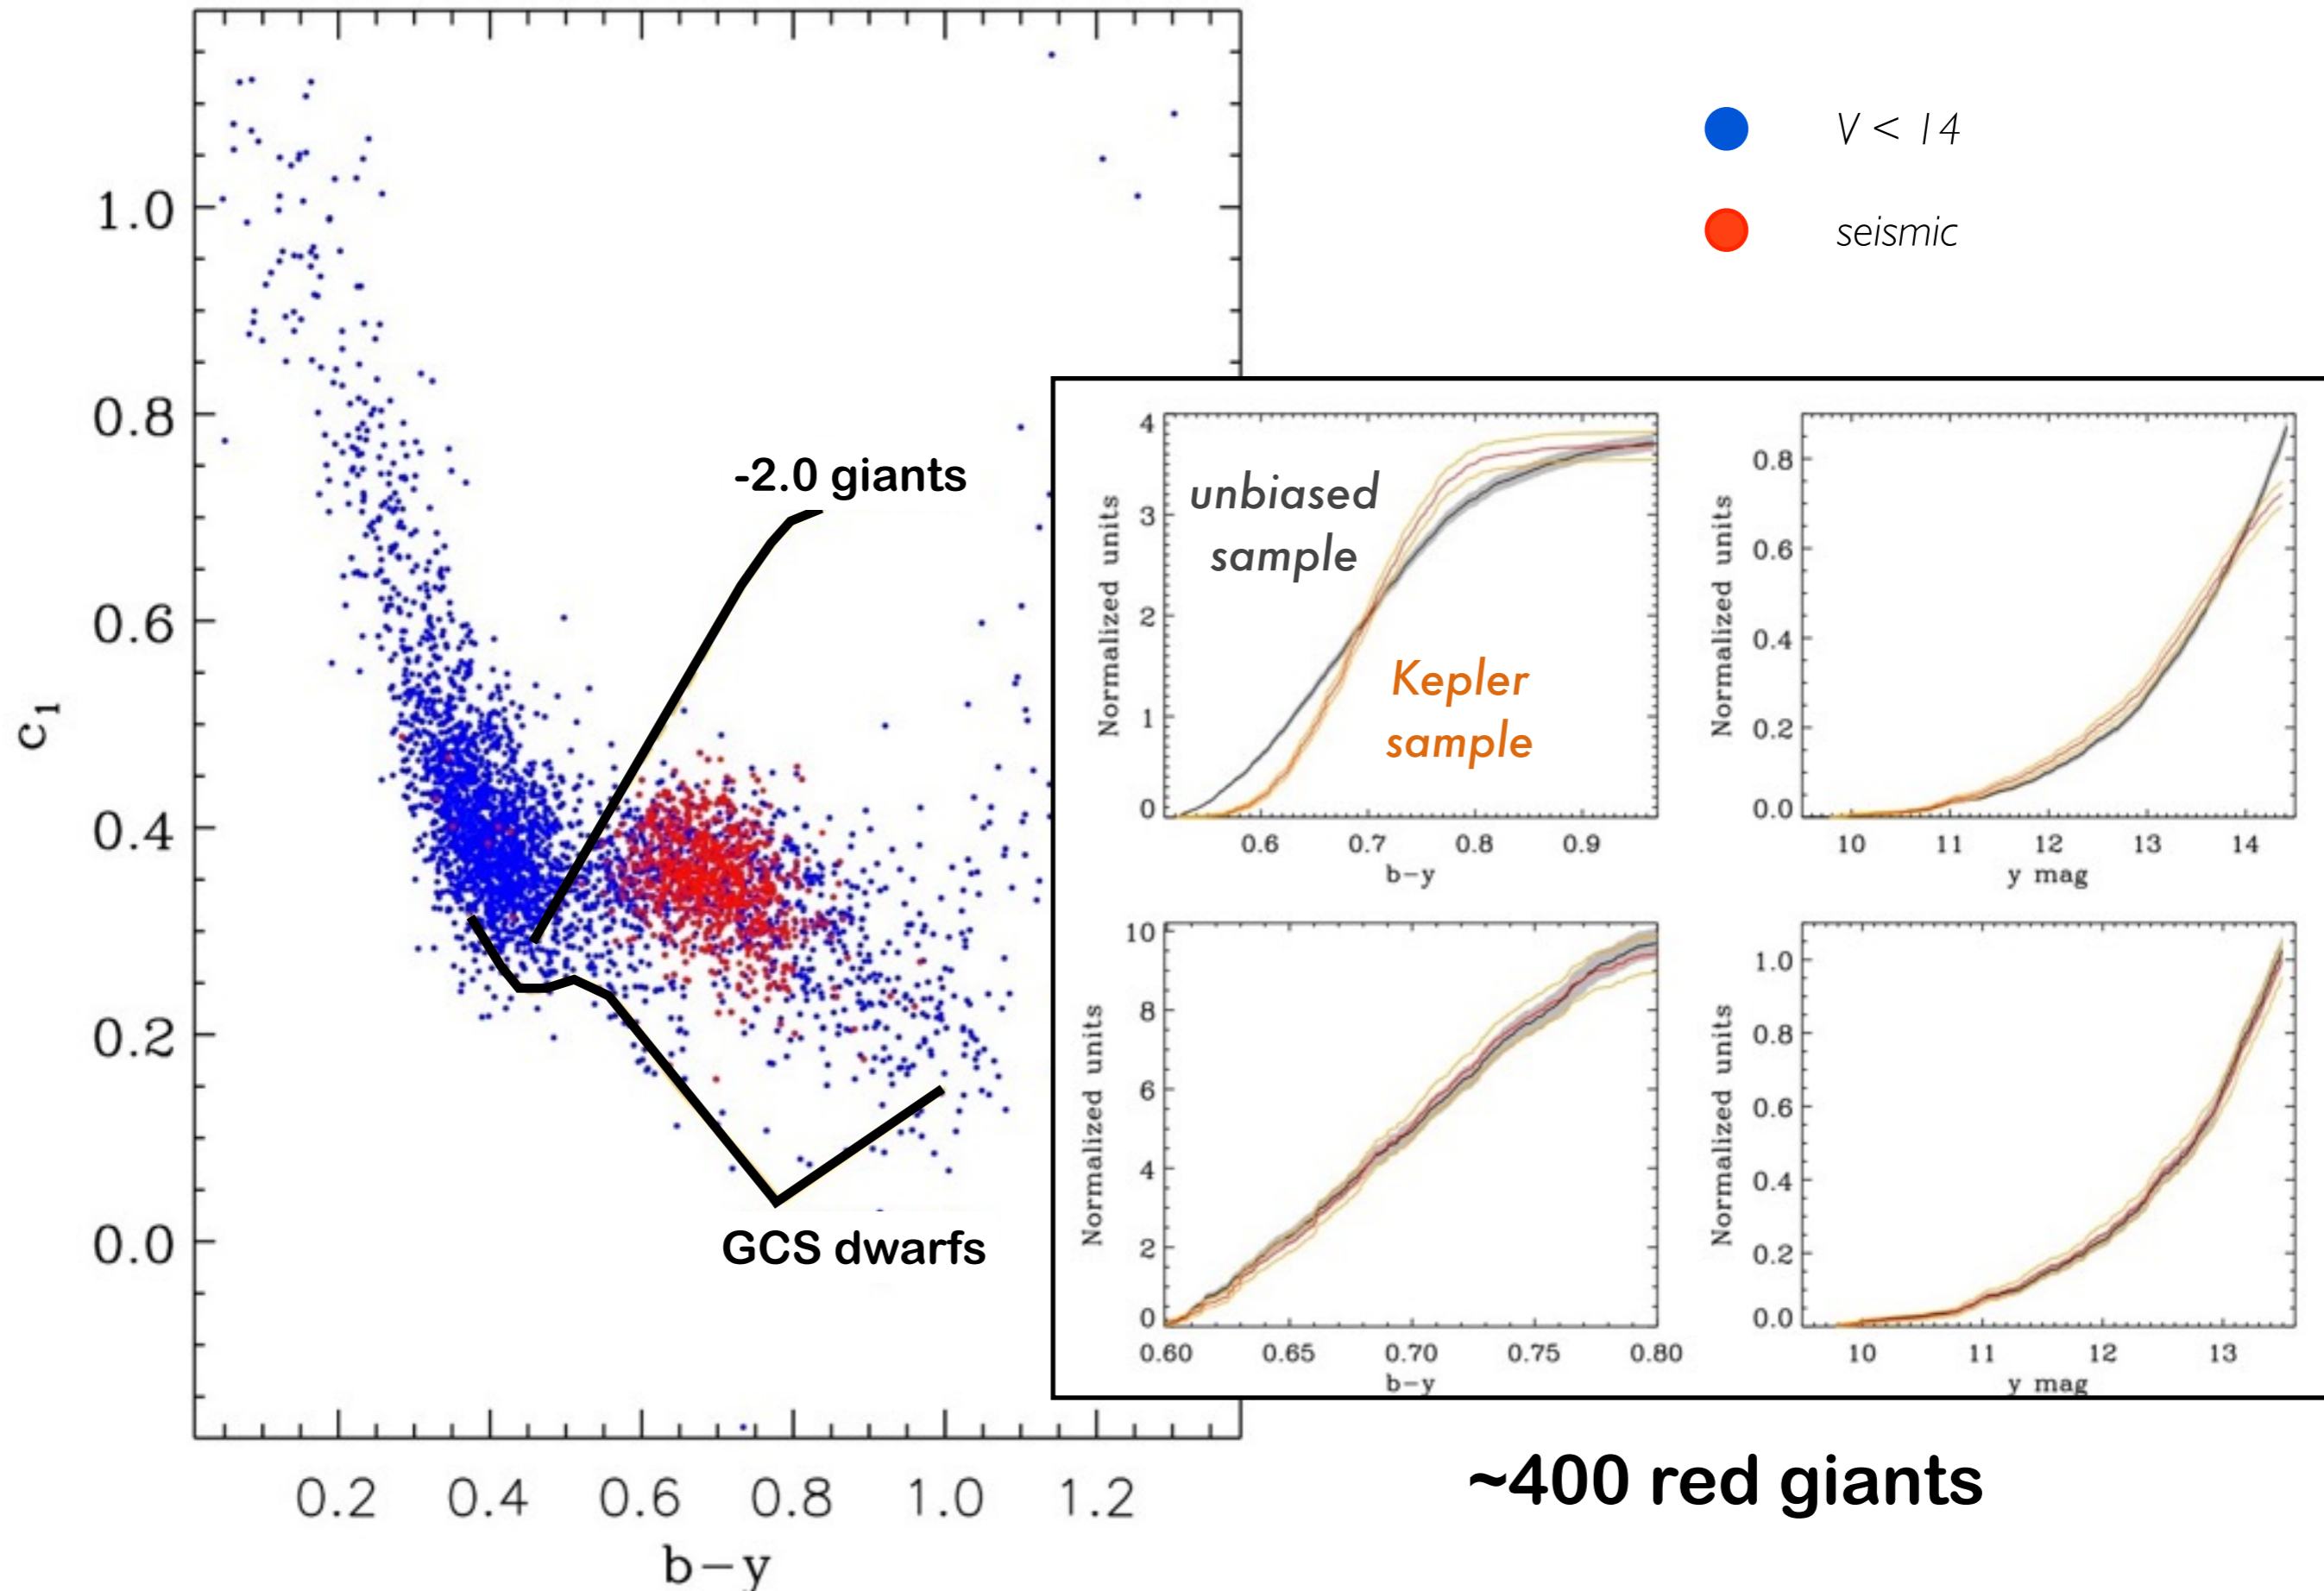 V < 14
seismic
1.0
0.8
0.6
0.4
0.2
0.0
c1
0.2 0.4 0.6 0.8 1.0 1.2
b-y
-2.0 giants
GCS dwarfs
unbiased
sample
Kepler
sample
4
3
2
1
0
Normalized units
0.6 0.7 0.8 0.9
b-y
0.8
0.6
0.4
0.2
0.0
Normalized units
10 11 12 13 14
y mag
10
8
6
4
2
0
Normalized units
0.60 0.65 0.70 0.75 0.80
b-y
1.0
0.8
0.6
0.4
0.2
0.0
Normalized units
10 11 12 13
y mag
~400 red giants